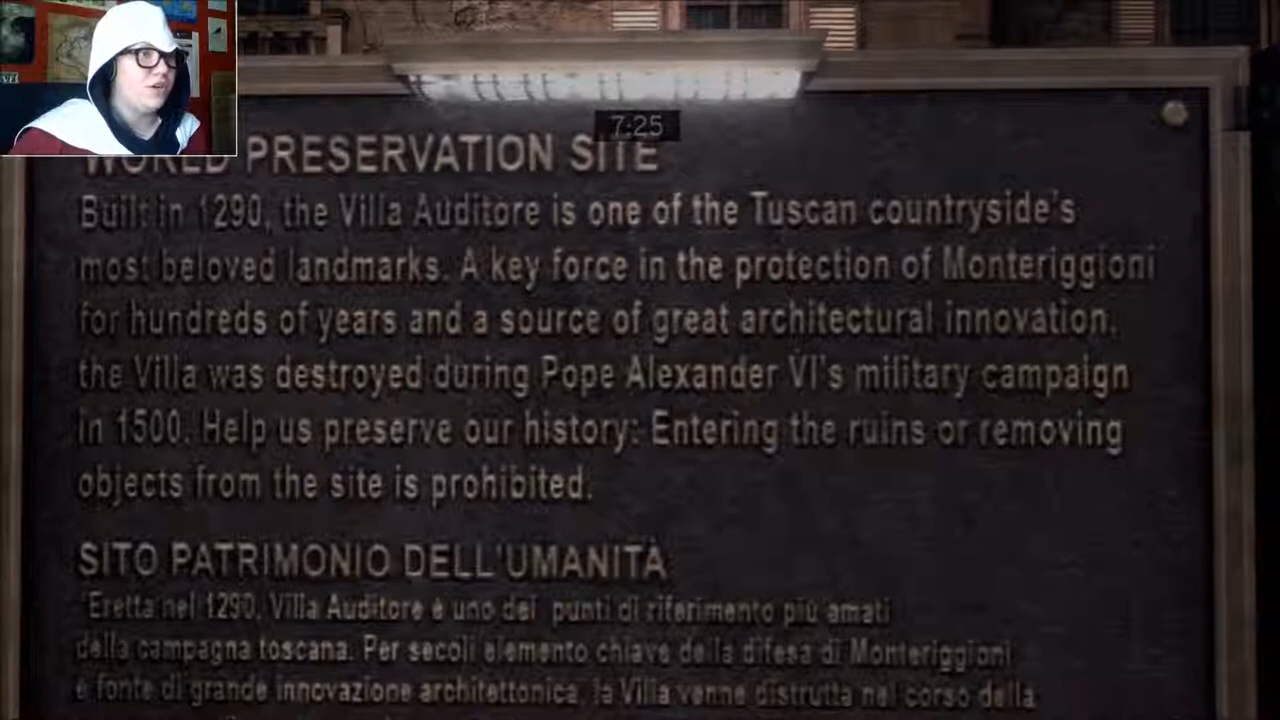 7:25
WORLD PRESERVATION SITE
Built in 1290, the Villa Auditore is one of the Tuscan countryside's
most beloved landmarks. A key force in the protection of Monteriggioni
for hundreds of years and a source of great architectural innovation,
the Villa was destroyed during Pope Alexander VI's military campaign
in 1500. Help us preserve our history: Entering the ruins or removing
objects from the site is prohibited.
SITO PATRIMONIO DELL'UMANITÀ
Eretta nel 1290, Villa Auditore è uno dei punti di riferimento più amati
della campagna toscana. Per secoli elemento chiave della difesa di Monteriggioni
e fonte di grande innovazione architettonica, la Villa venne distrutta nel corso della